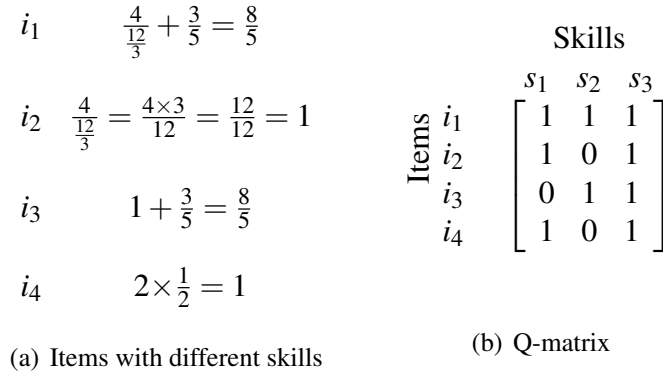 i₁ 4/(12/3) + 3/5 = 8/5
i₂ 4/(12/3) = (4×3)/12 = 12/12 = 1
i₃ 1 + 3/5 = 8/5
i₄ 2×1/2 = 1
(a) Items with different skills
Skills
s₁ s₂ s₃
Items
i₁ 1 1 1
i₂ 1 0 1
i₃ 0 1 1
i₄ 1 0 1
(b) Q-matrix